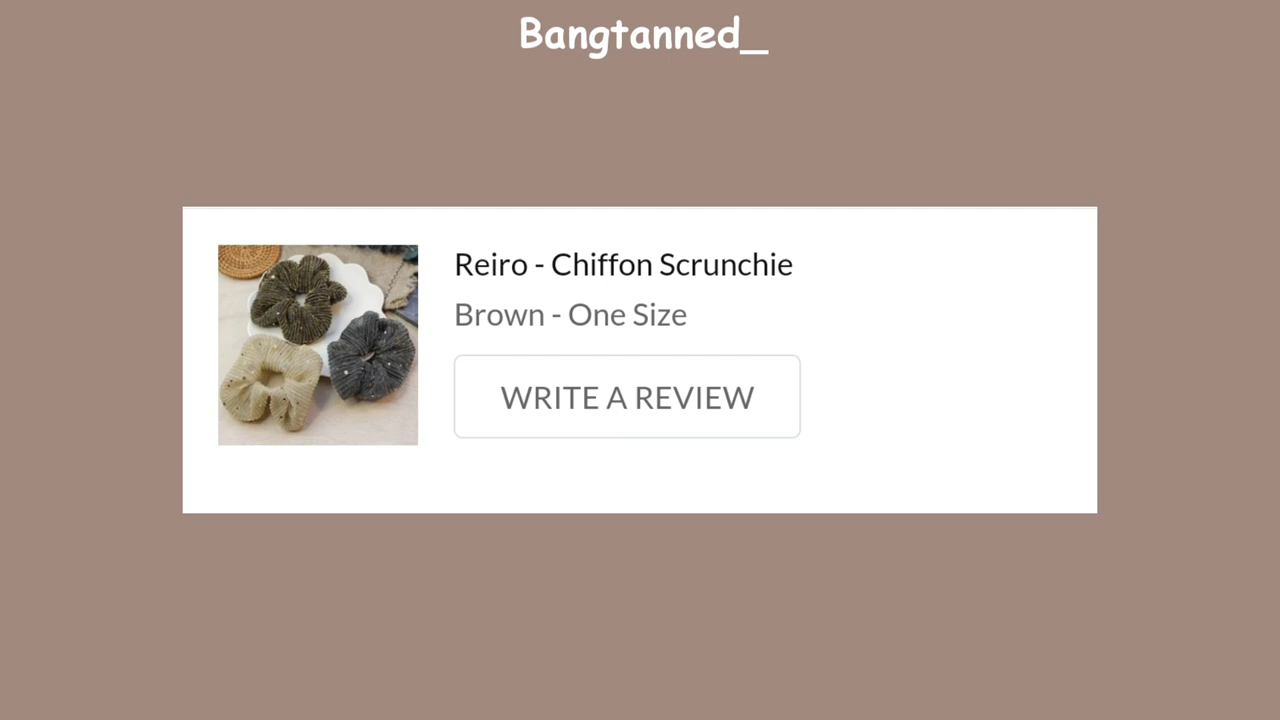 Bangtanned_
Reiro - Chiffon Scrunchie
Brown - One Size
WRITE A REVIEW